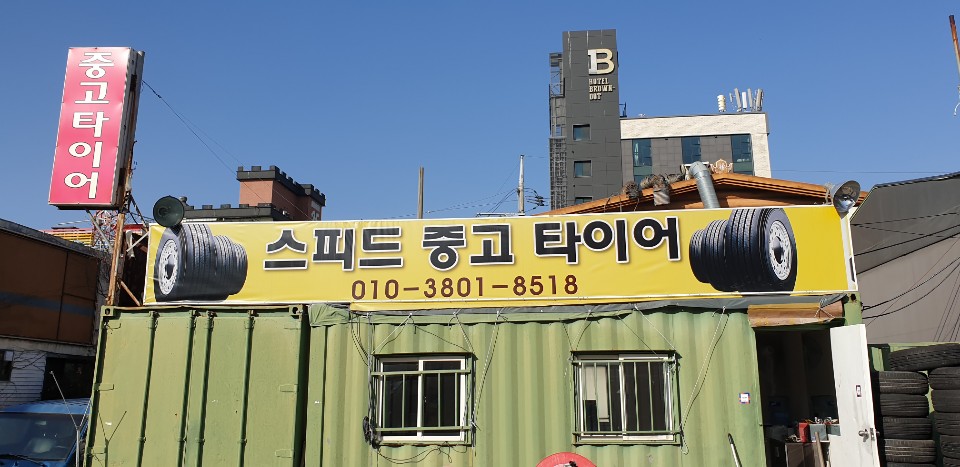 중고타이어
B
HOTEL
BROWN-
DOT
스피드 중고 타이어
010-3801-8518